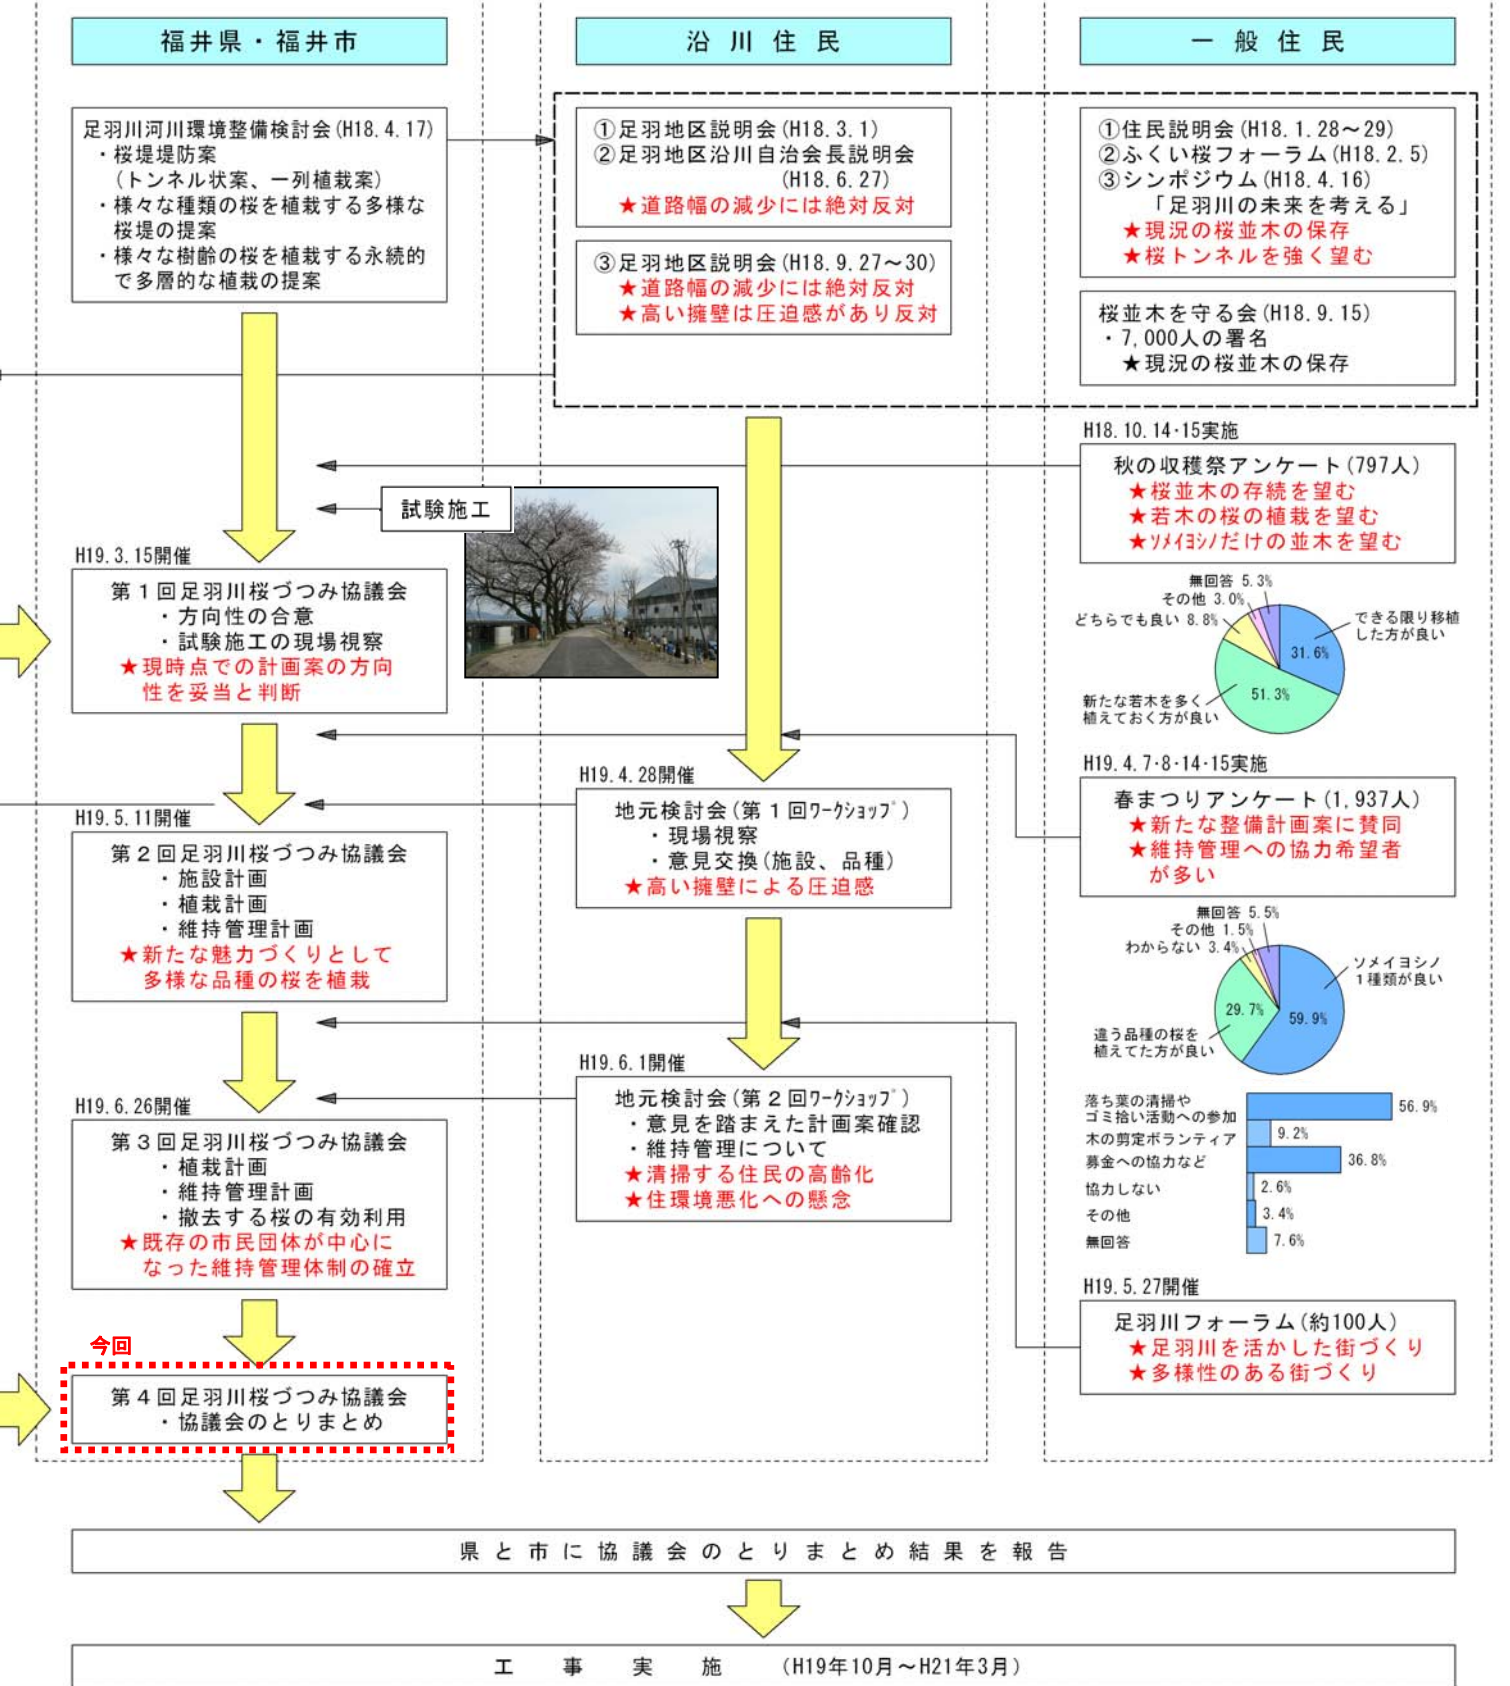 福井県・福井市
足羽川河川環境整備検討会(H18.4.17)
・桜堤堤防案
(トンネル状案、一列植栽案)
・様々な種類の桜を植栽する多様な
桜堤の提案
・様々な樹齢の桜を植栽する永続的
で多層的な植栽の提案
沿川住民
①足羽地区説明会(H18.3.1)
②足羽地区沿川自治会長説明会
(H18.6.27)
★道路幅の減少には絶対反対
③足羽地区説明会(H18.9.27～30)
★道路幅の減少には絶対反対
★高い擁壁は圧迫感があり反対
一般住民
①住民説明会(H18.1.28～29)
②ふくい桜フォーラム(H18.2.5)
③シンポジウム(H18.4.16)
「足羽川の未来を考える」
★現況の桜並木の保存
★桜トンネルを強く望む
桜並木を守る会(H18.9.15)
・7,000人の署名
★現況の桜並木の保存
H18.10.14・15実施
秋の収穫祭アンケート(797人)
★桜並木の存続を望む
★若木の桜の植栽を望む
★ｿﾒｲﾖｼﾉだけの並木を望む
試験施工
H19.3.15開催
第1回足羽川桜づつみ協議会
・方向性の合意
・試験施工の現場視察
★現時点での計画案の方向
性を妥当と判断
無回答 5.3%
その他 3.0%
どちらでも良い 8.8%
できる限り移植
した方が良い
31.6%
51.3%
新たな若木を多く
植えておく方が良い
H19.4.7・8・14・15実施
春まつりアンケート(1,937人)
★新たな整備計画案に賛同
★維持管理への協力希望者
が多い
H19.4.28開催
地元検討会(第1回ﾜｰｸｼｮｯﾌﾟ)
・現場視察
・意見交換(施設、品種)
★高い擁壁による圧迫感
H19.5.11開催
第2回足羽川桜づつみ協議会
・施設計画
・植栽計画
・維持管理計画
★新たな魅力づくりとして
多様な品種の桜を植栽
無回答 5.5%
その他 1.5%
わからない 3.4%
ソメイヨシノ
1種類が良い
29.7%
59.9%
違う品種の桜を
植えてた方が良い
H19.6.1開催
地元検討会(第2回ﾜｰｸｼｮｯﾌﾟ)
・意見を踏まえた計画案確認
・維持管理について
★清掃する住民の高齢化
★住環境悪化への懸念
H19.6.26開催
第3回足羽川桜づつみ協議会
・植栽計画
・維持管理計画
・撤去する桜の有効利用
★既存の市民団体が中心に
なった維持管理体制の確立
落ち葉の清掃や
ゴミ拾い活動への参加
56.9%
木の剪定ボランティア
9.2%
募金への協力など
36.8%
協力しない
2.6%
その他
3.4%
無回答
7.6%
H19.5.27開催
足羽川フォーラム(約100人)
★足羽川を活かした街づくり
★多様性のある街づくり
今回
第4回足羽川桜づつみ協議会
・協議会のとりまとめ
県と市に協議会のとりまとめ結果を報告
工事実施 (H19年10月～H21年3月)